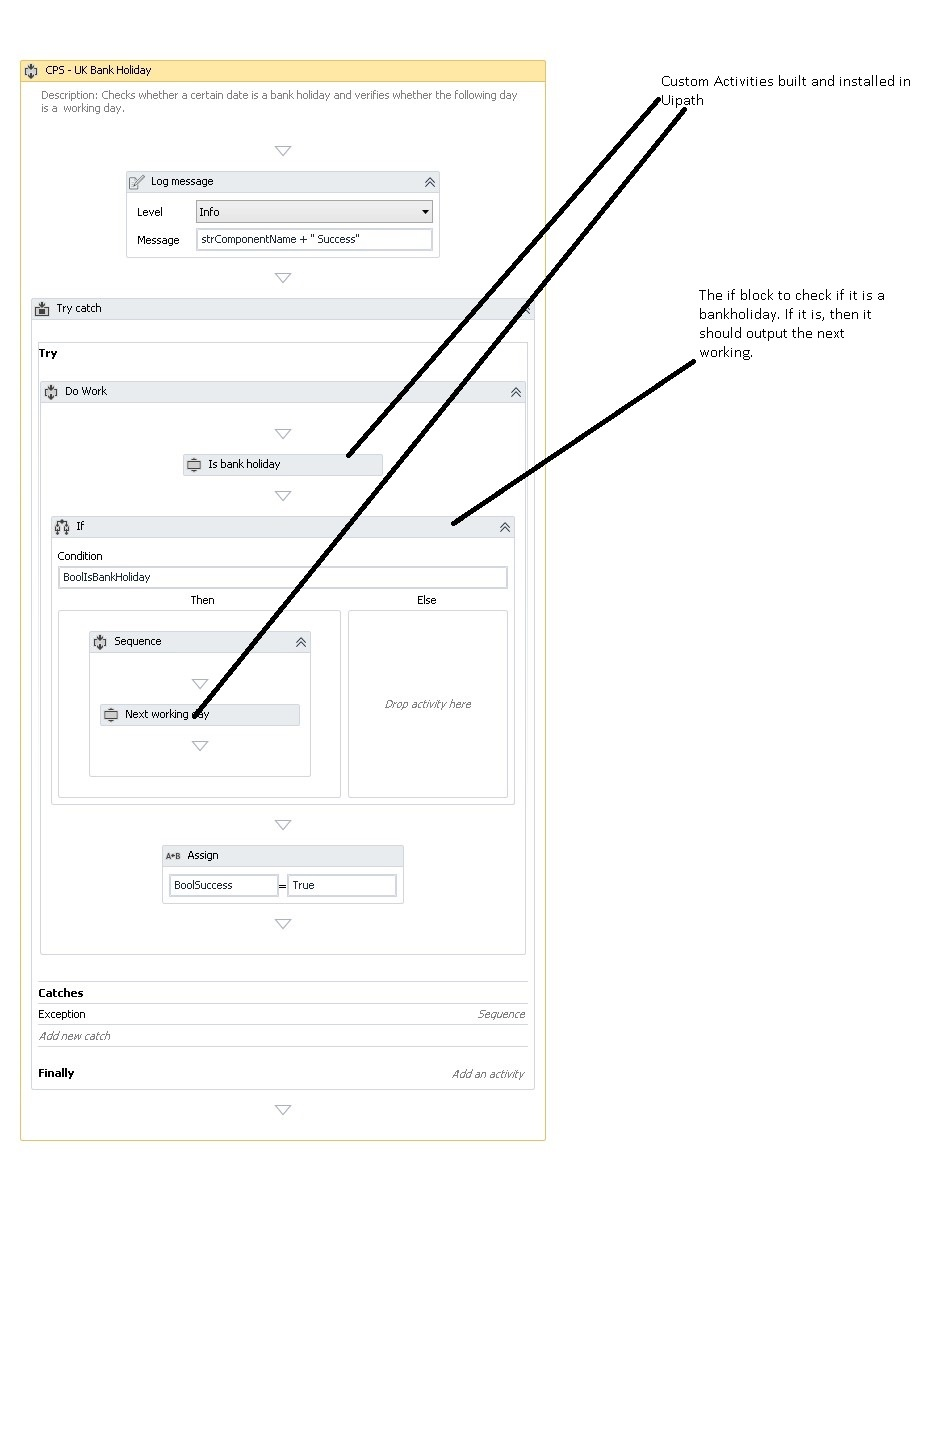 CPS - UK Bank Holiday
Description: Checks whether a certain date is a bank holiday and verifies whether the following day
is a  working day.
Custom Activities built and installed in
Uipath
Log message
Level
Info
Message
strComponentName + " Success"
The if block to check if it is a
bankholiday. If it is, then it
should output the next
working.
Try catch
Try
Do Work
Is bank holiday
If
Condition
BoolIsBankHoliday
Then
Else
Sequence
Next working day
Drop activity here
A+B Assign
BoolSuccess = True
Catches
Exception Sequence
Add new catch
Finally Add an activity